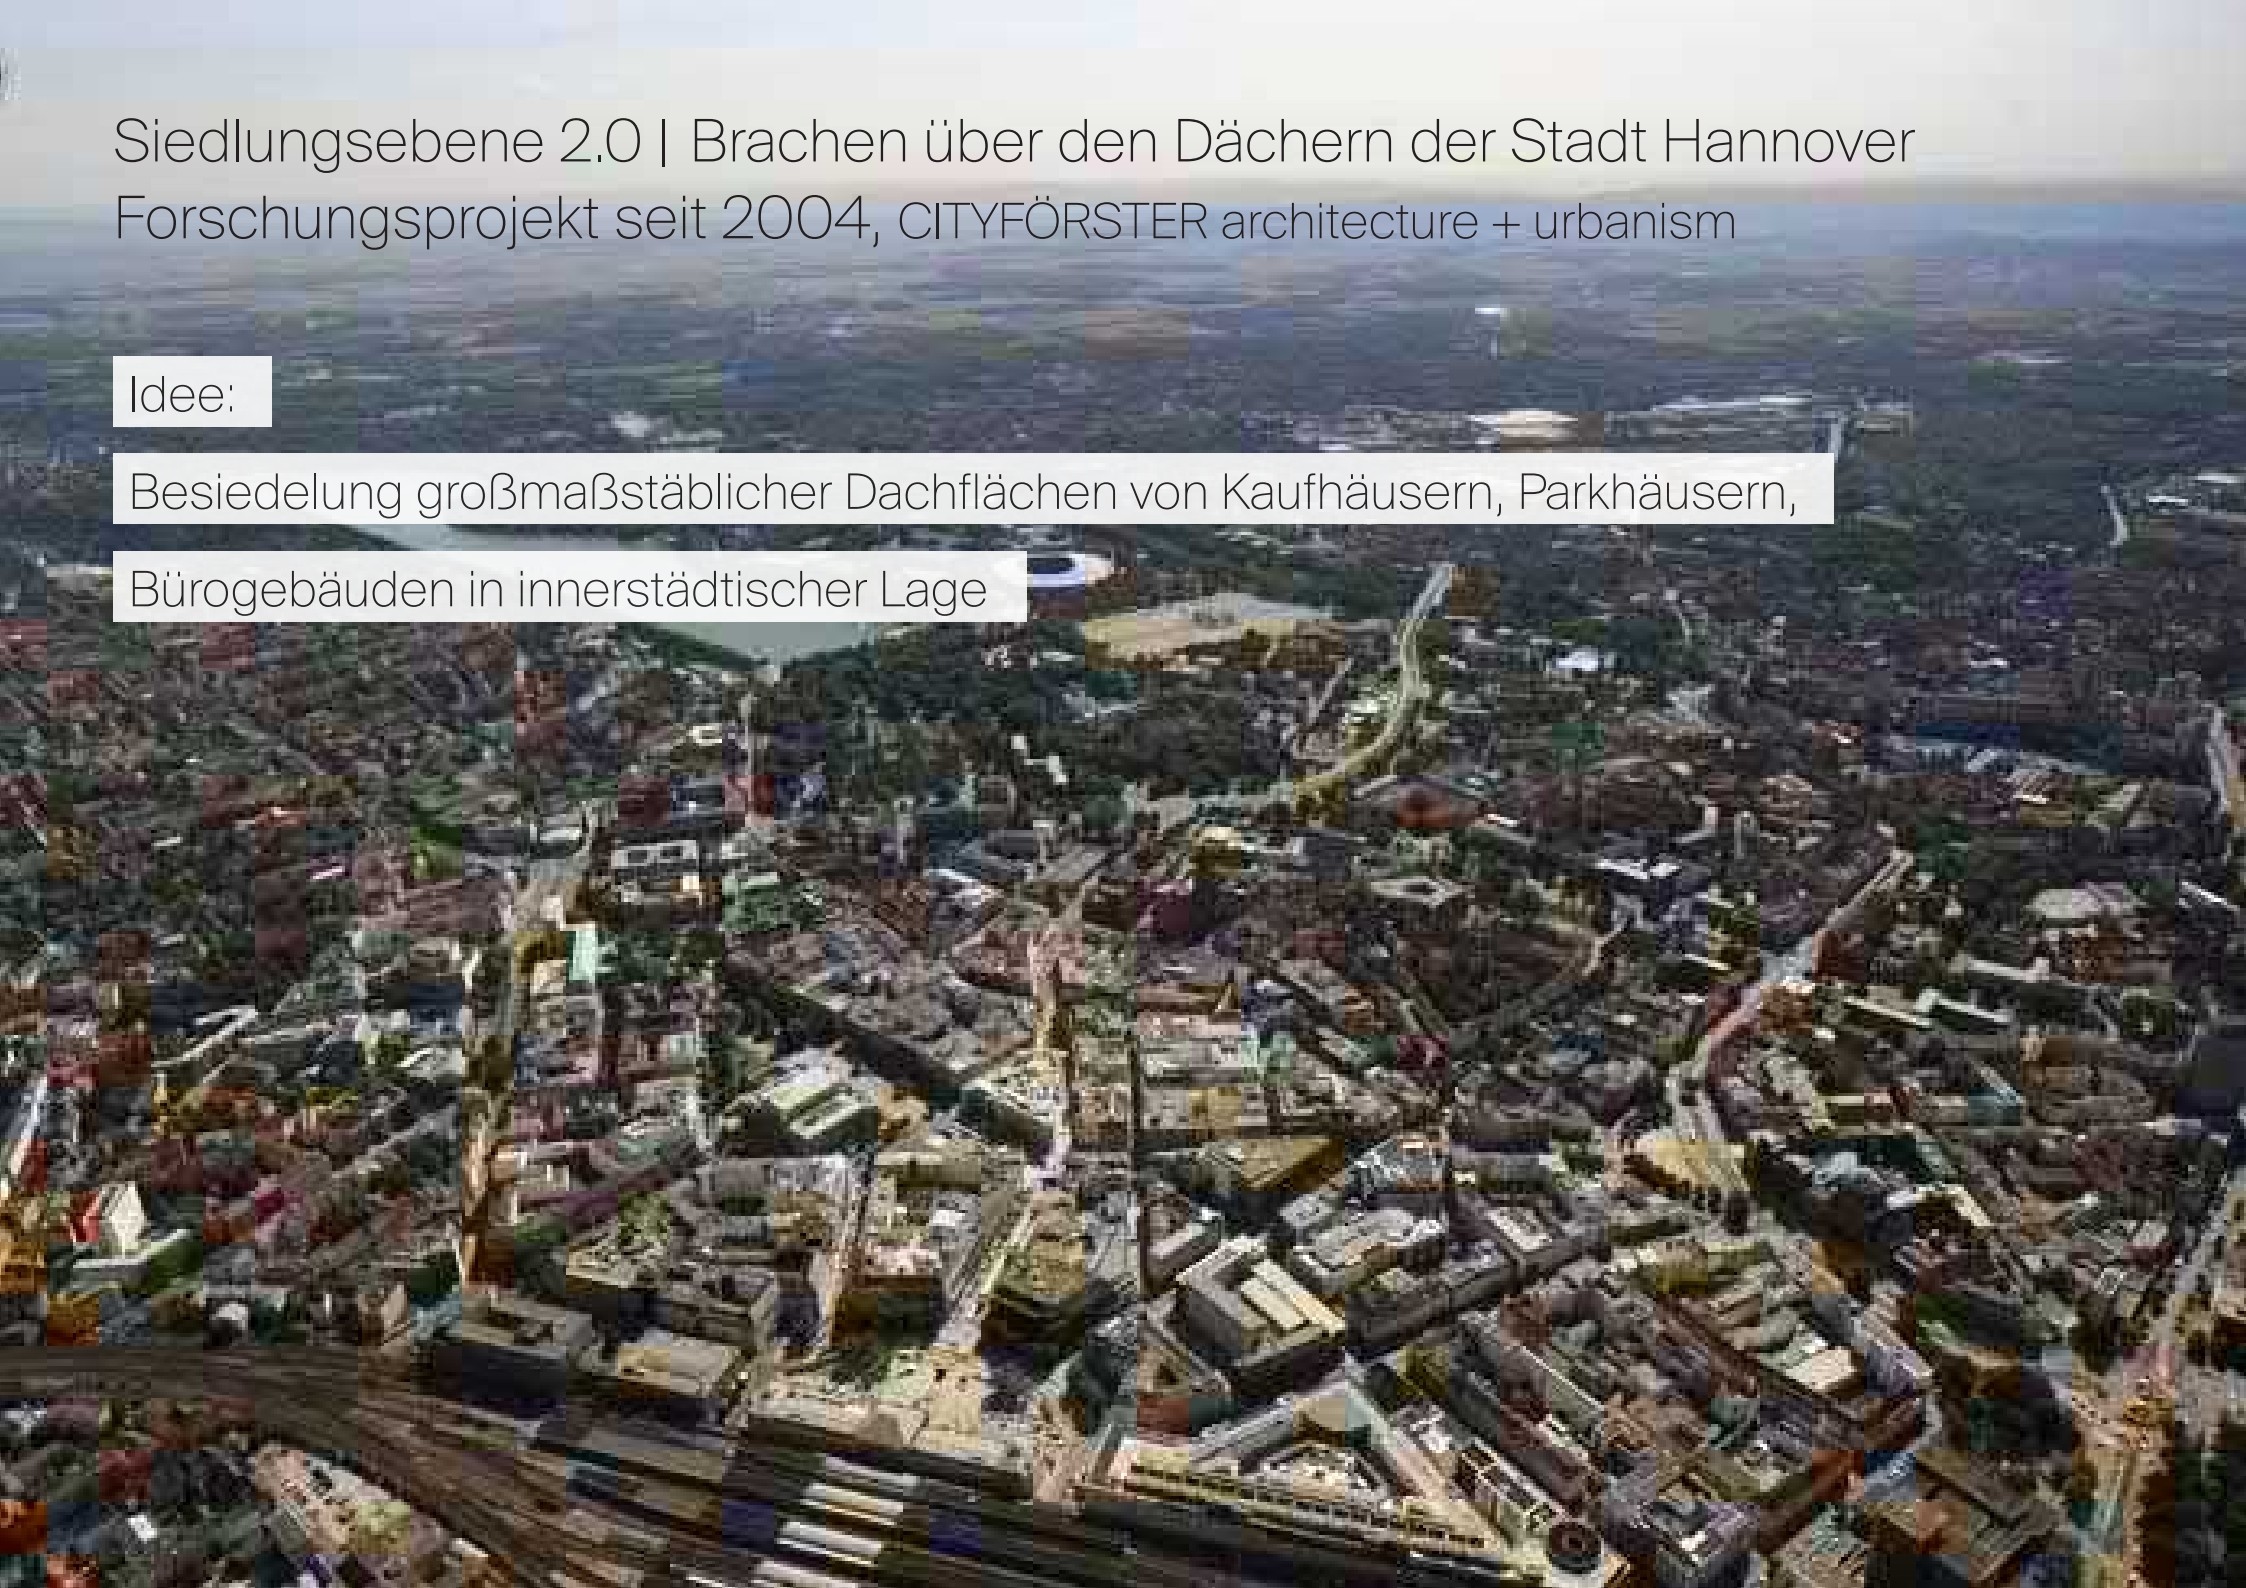 Siedlungsebene 2.0 | Brachen über den Dächern der Stadt Hannover
Forschungsprojekt seit 2004, CITYFÖRSTER architecture + urbanism
Idee:
Besiedelung großmaßstäblicher Dachflächen von Kaufhäusern, Parkhäusern,
Bürogebäuden in innerstädtischer Lage